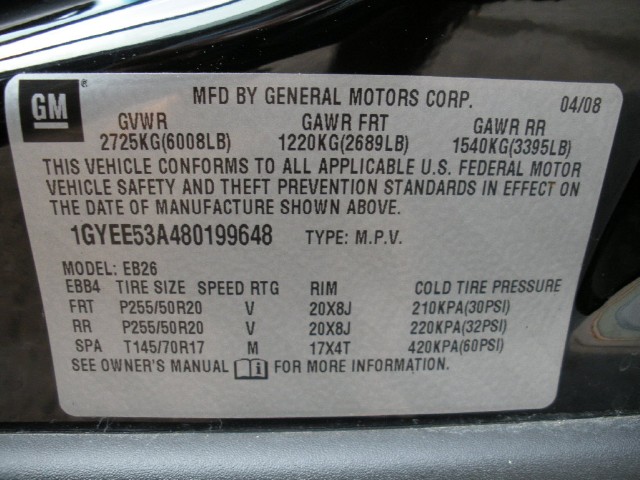 GM ® MFD BY GENERAL MOTORS CORP. 04/08
GVWR GAWR FRT GAWR RR
2725KG(6008LB) 1220KG(2689LB) 1540KG(3395LB)
THIS VEHICLE CONFORMS TO ALL APPLICABLE U.S. FEDERAL MOTOR
VEHICLE SAFETY AND THEFT PREVENTION STANDARDS IN EFFECT ON
THE DATE OF MANUFACTURE SHOWN ABOVE.
1GYEE53A480199648 TYPE: M.P.V.
MODEL: EB26
EBB4 TIRE SIZE SPEED RTG RIM COLD TIRE PRESSURE
FRT P255/50R20 V 20X8J 210KPA(30PSI)
RR P255/50R20 V 20X8J 220KPA(32PSI)
SPA T145/70R17 M 17X4T 420KPA(60PSI)
SEE OWNER'S MANUAL i FOR MORE INFORMATION.